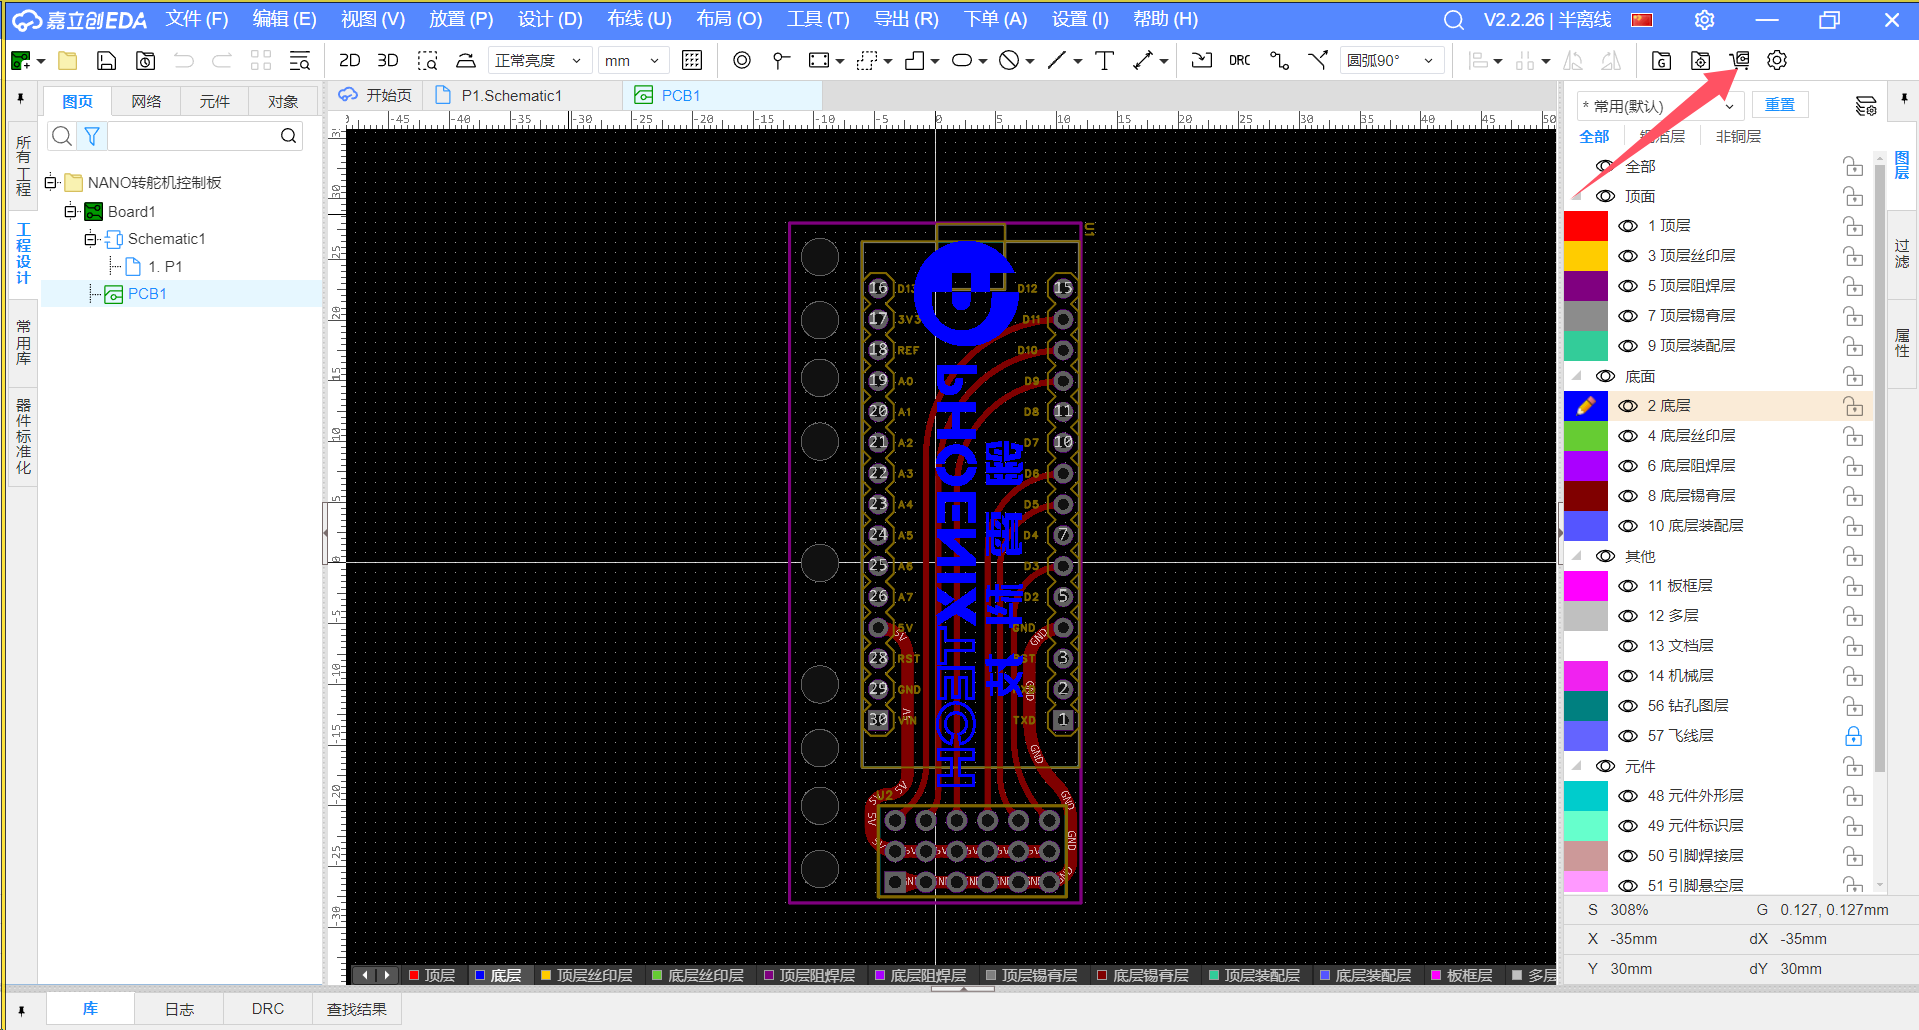 嘉立创EDA 文件 (F) 编辑 (E) 视图 (V) 放置 (P) 设计 (D) 布线 (U) 布局 (O) 工具 (T) 导出 (R) 下单 (A) 设置 (I) 帮助 (H) V2.2.26 | 半离线
2D 3D 正常亮度 mm T DRC 圆弧90° G
图页 网络 元件 对象
开始页 P1.Schematic1 PCB1
* 常用(默认) 重置
全部 非铜层
所有工程
工程设计
常用库
器件标准化
NANO转舵机控制板
Board1
Schematic1
1. P1
PCB1
-45 -40 -35 -30 -25 -20 -15 -10 -5 0 5 10 15 20 25 30 35 40 45 50
U1
16 D13 D12 15
17 3V3 D11
18 REF D10
19 A0 D9
20 A1 D8 11
21 A2 D7 10
22 A3 D6
23 A4 D5
24 A5 D4 7
25 A6 D3
26 A7 D2 5
5V GND
28 RST RST 3
29 GND 2
30 VIN TXD 1
PHOENIX TECH
U2
5V 5V 5V 5V 5V
GND GND GND GND GND
全部
顶面
1 顶层
3 顶层丝印层
5 顶层阻焊层
7 顶层锡膏层
9 顶层装配层
底面
2 底层
4 底层丝印层
6 底层阻焊层
8 底层锡膏层
10 底层装配层
其他
11 板框层
12 多层
13 文档层
14 机械层
56 钻孔图层
57 飞线层
元件
48 元件外形层
49 元件标识层
50 引脚焊接层
51 引脚悬空层
图层
过滤
属性
S 308% G 0.127, 0.127mm
X -35mm dX -35mm
Y 30mm dY 30mm
顶层 底层 顶层丝印层 底层丝印层 顶层阻焊层 底层阻焊层 顶层锡膏层 底层锡膏层 顶层装配层 底层装配层 板框层 多层
库 日志 DRC 查找结果